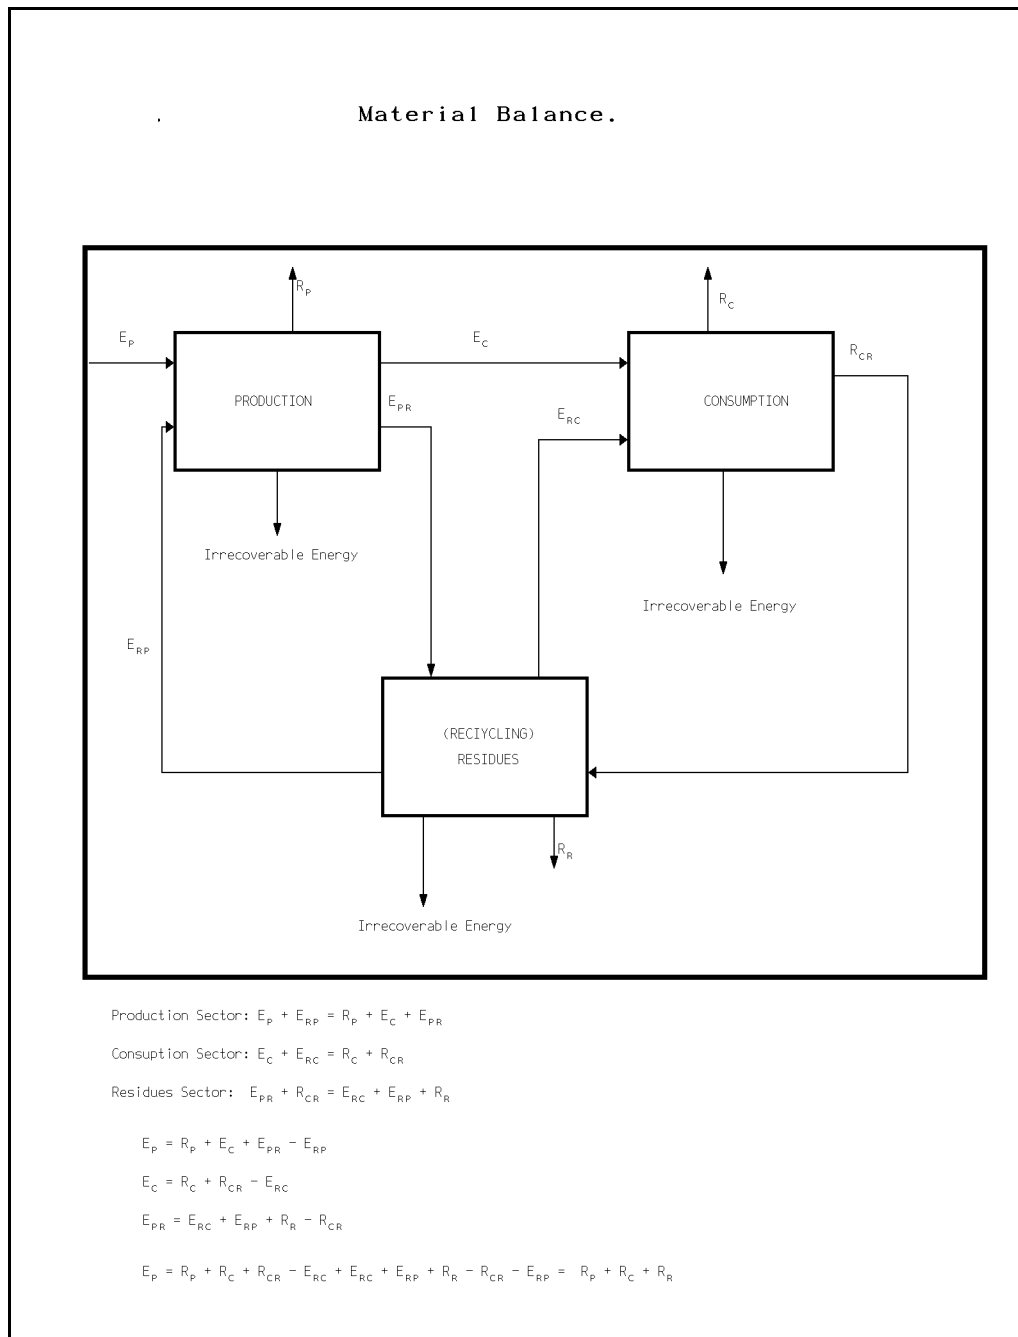 Material Balance.
R_P
R_C
E_P
E_C
R_CR
PRODUCTION
E_PR
CONSUMPTION
E_RC
Irrecoverable Energy
Irrecoverable Energy
E_RP
(RECIYCLING)
RESIDUES
R_R
Irrecoverable Energy
Production Sector: E_P + E_RP = R_P + E_C + E_PR
Consuption Sector: E_C + E_RC = R_C + R_CR
Residues Sector: E_PR + R_CR = E_RC + E_RP + R_R
E_P = R_P + E_C + E_PR − E_RP
E_C = R_C + R_CR − E_RC
E_PR = E_RC + E_RP + R_R − R_CR
E_P = R_P + R_C + R_CR − E_RC + E_RC + E_RP + R_R − R_CR − E_RP = R_P + R_C + R_R